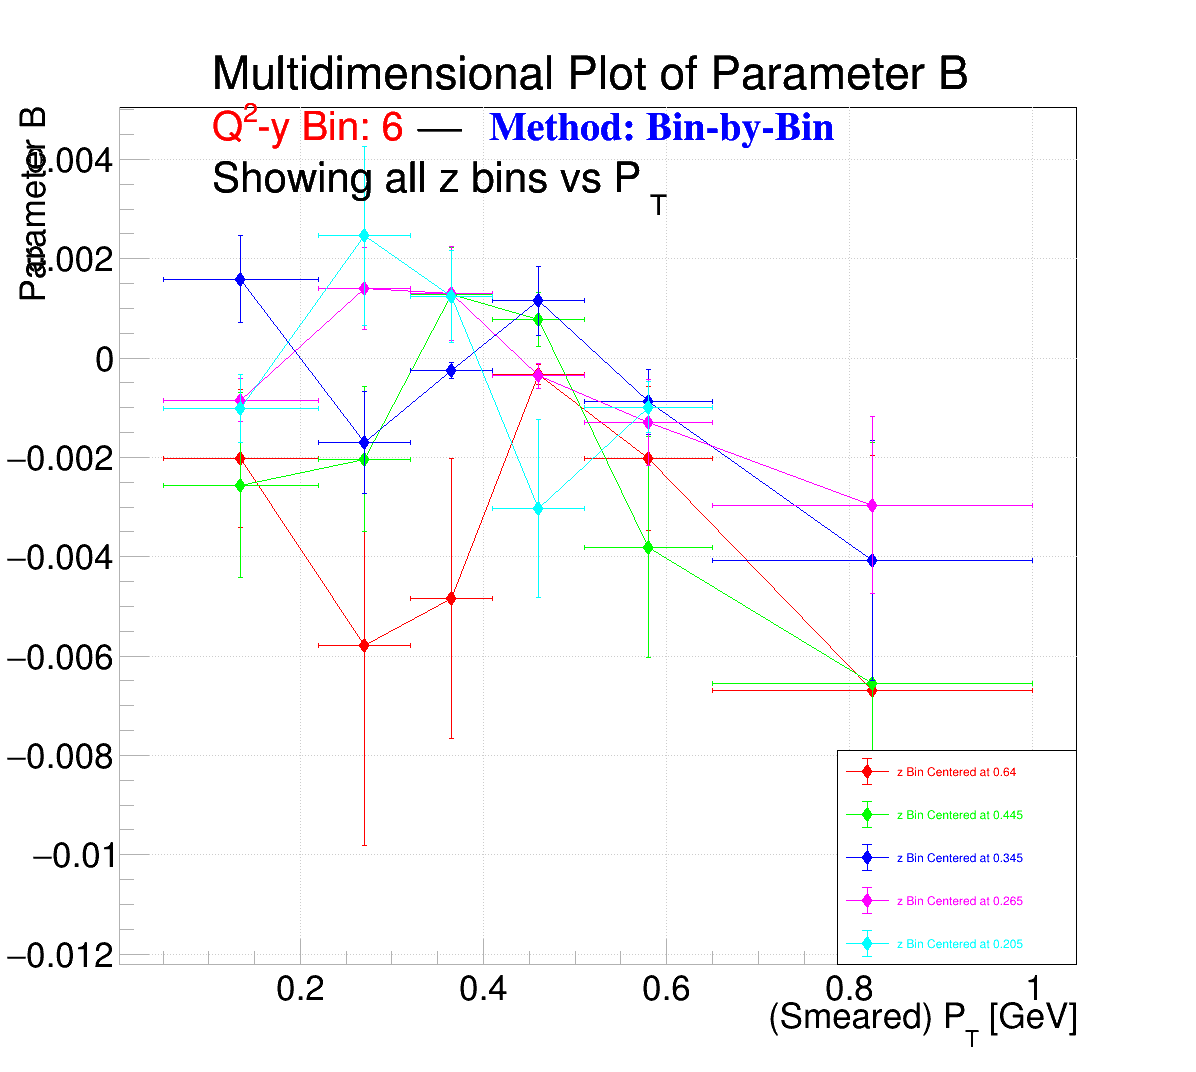 Multidimensional Plot of Parameter B
Q²-y Bin: 6 — Method: Bin-by-Bin
Showing all z bins vs P_T
Parameter B
0.004
0.002
0
−0.002
−0.004
−0.006
−0.008
−0.01
−0.012
z Bin Centered at 0.64
z Bin Centered at 0.445
z Bin Centered at 0.345
z Bin Centered at 0.265
z Bin Centered at 0.205
0.2 0.4 0.6 0.8 1
(Smeared) P_T [GeV]